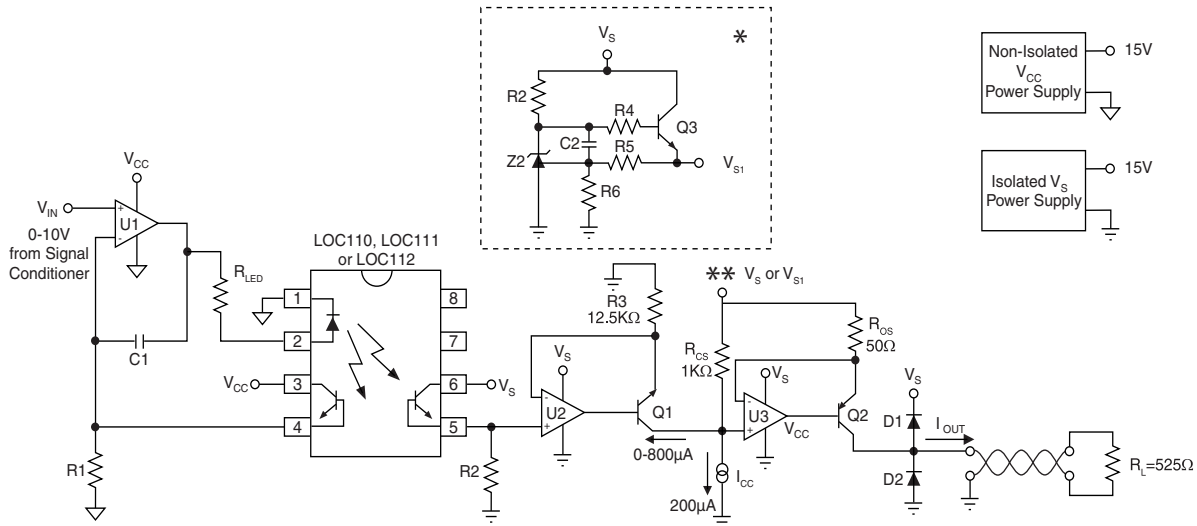 *
V_S
R2
R4
Q3
C2
Z2
R5
V_S1
R6
Non-Isolated
V_CC
Power Supply
15V
Isolated V_S
Power Supply
15V
V_CC
V_IN
+
U1
-
0-10V
from Signal
Conditioner
R_LED
C1
R1
LOC110, LOC111
or LOC112
1
2
3
4
8
7
6
5
V_CC
V_S
R2
R3
12.5KΩ
V_S
-
U2
+
Q1
0-800µA
** V_S or V_S1
R_CS
1KΩ
R_OS
50Ω
V_S
-
U3
+
V_CC
Q2
I_CC
200µA
V_S
D1
D2
I_OUT
R_L=525Ω